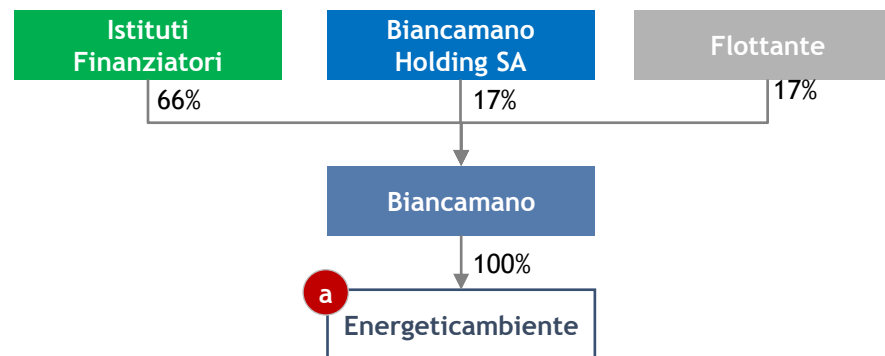 Istituti
Finanziatori
Biancamano
Holding SA
Flottante
66%
17%
17%
Biancamano
100%
a
Energeticambiente